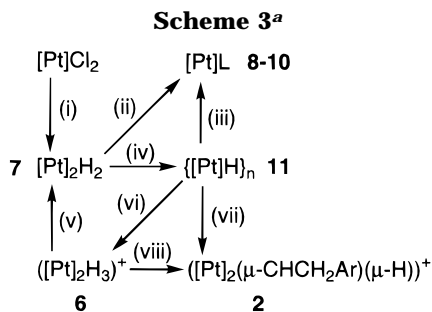 Scheme 3ᵃ
[Pt]Cl₂ [Pt]L 8-10
(i) (ii) (iii)
7 [Pt]₂H₂ (iv) {[Pt]H}ₙ 11
(v) (vi) (vii)
([Pt]₂H₃)⁺ (viii) ([Pt]₂(μ-CHCH₂Ar)(μ-H))⁺
6 2